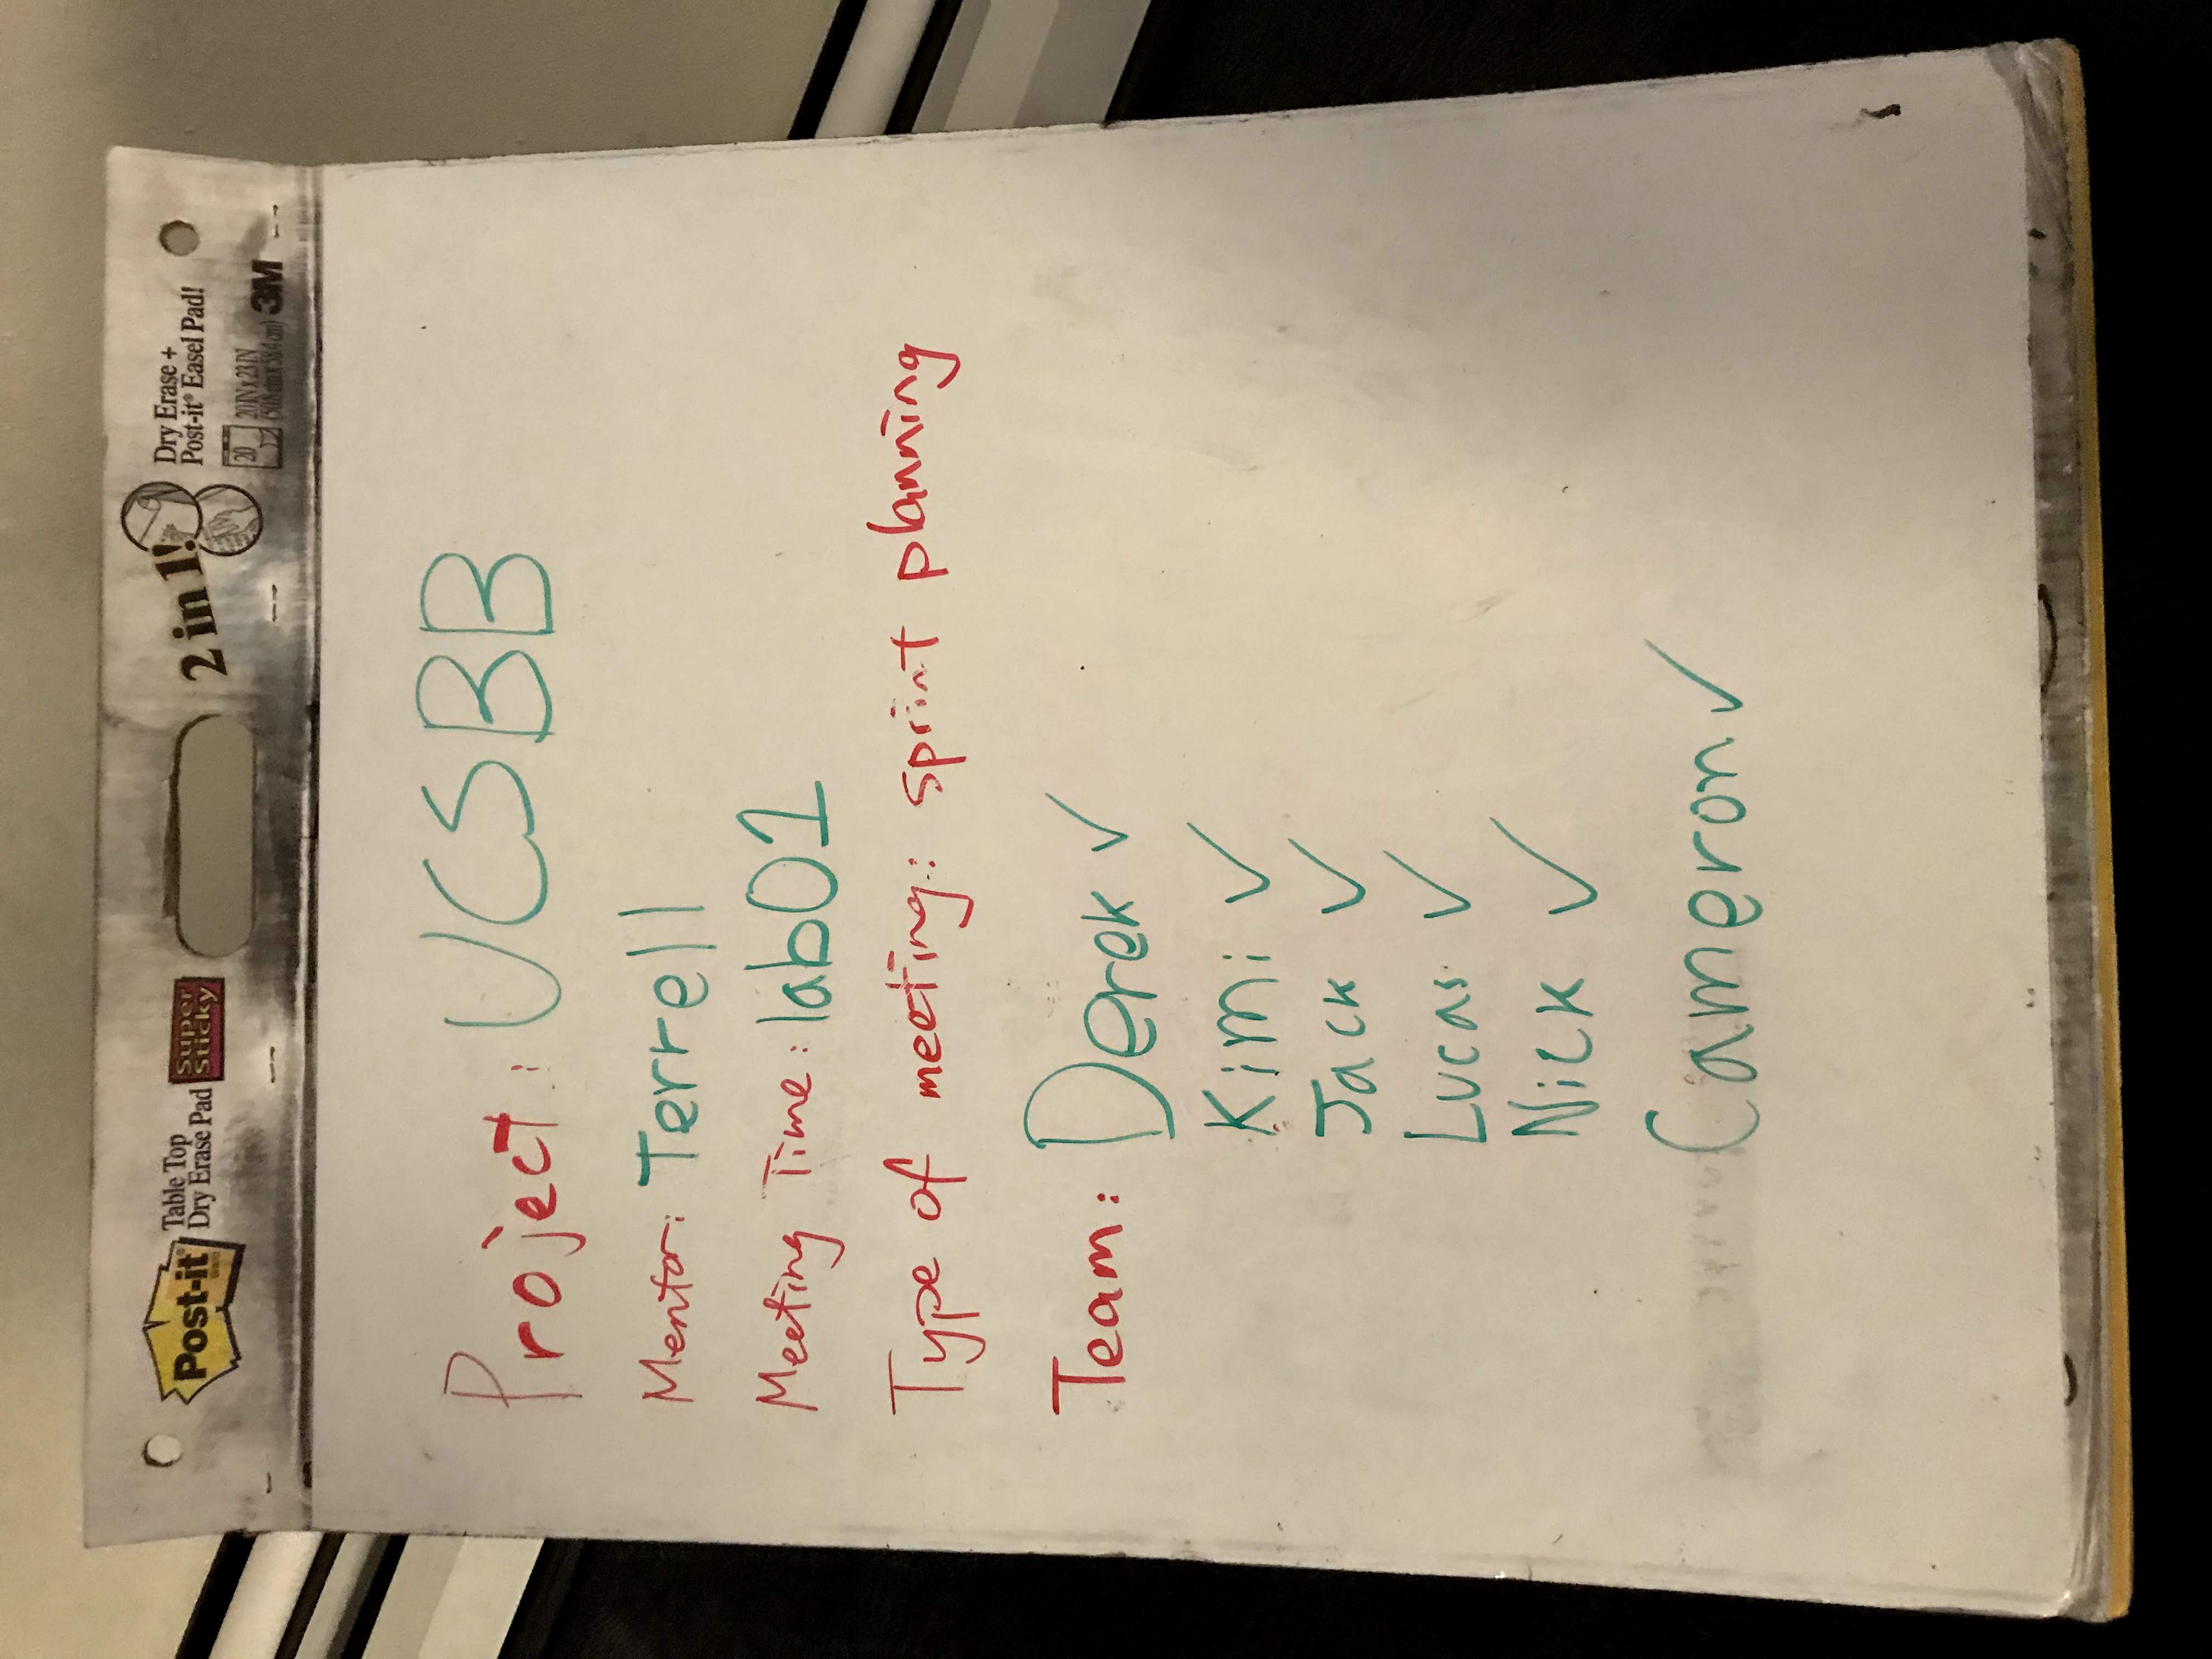 Post-it Table Top Dry Erase Pad Super Sticky
2 in 1!
Dry Erase +
Post-it® Easel Pad!
20 20 IN x 23 IN
(50.8 cm x 58.4 cm) 3M
Project: UCSBB
Mentor: Terrell
Meeting Time: lab01
Type of meeting: sprint planning
Team: Derek ✓
Kimi ✓
Jack ✓
Lucas ✓
Nick ✓
Cameron ✓